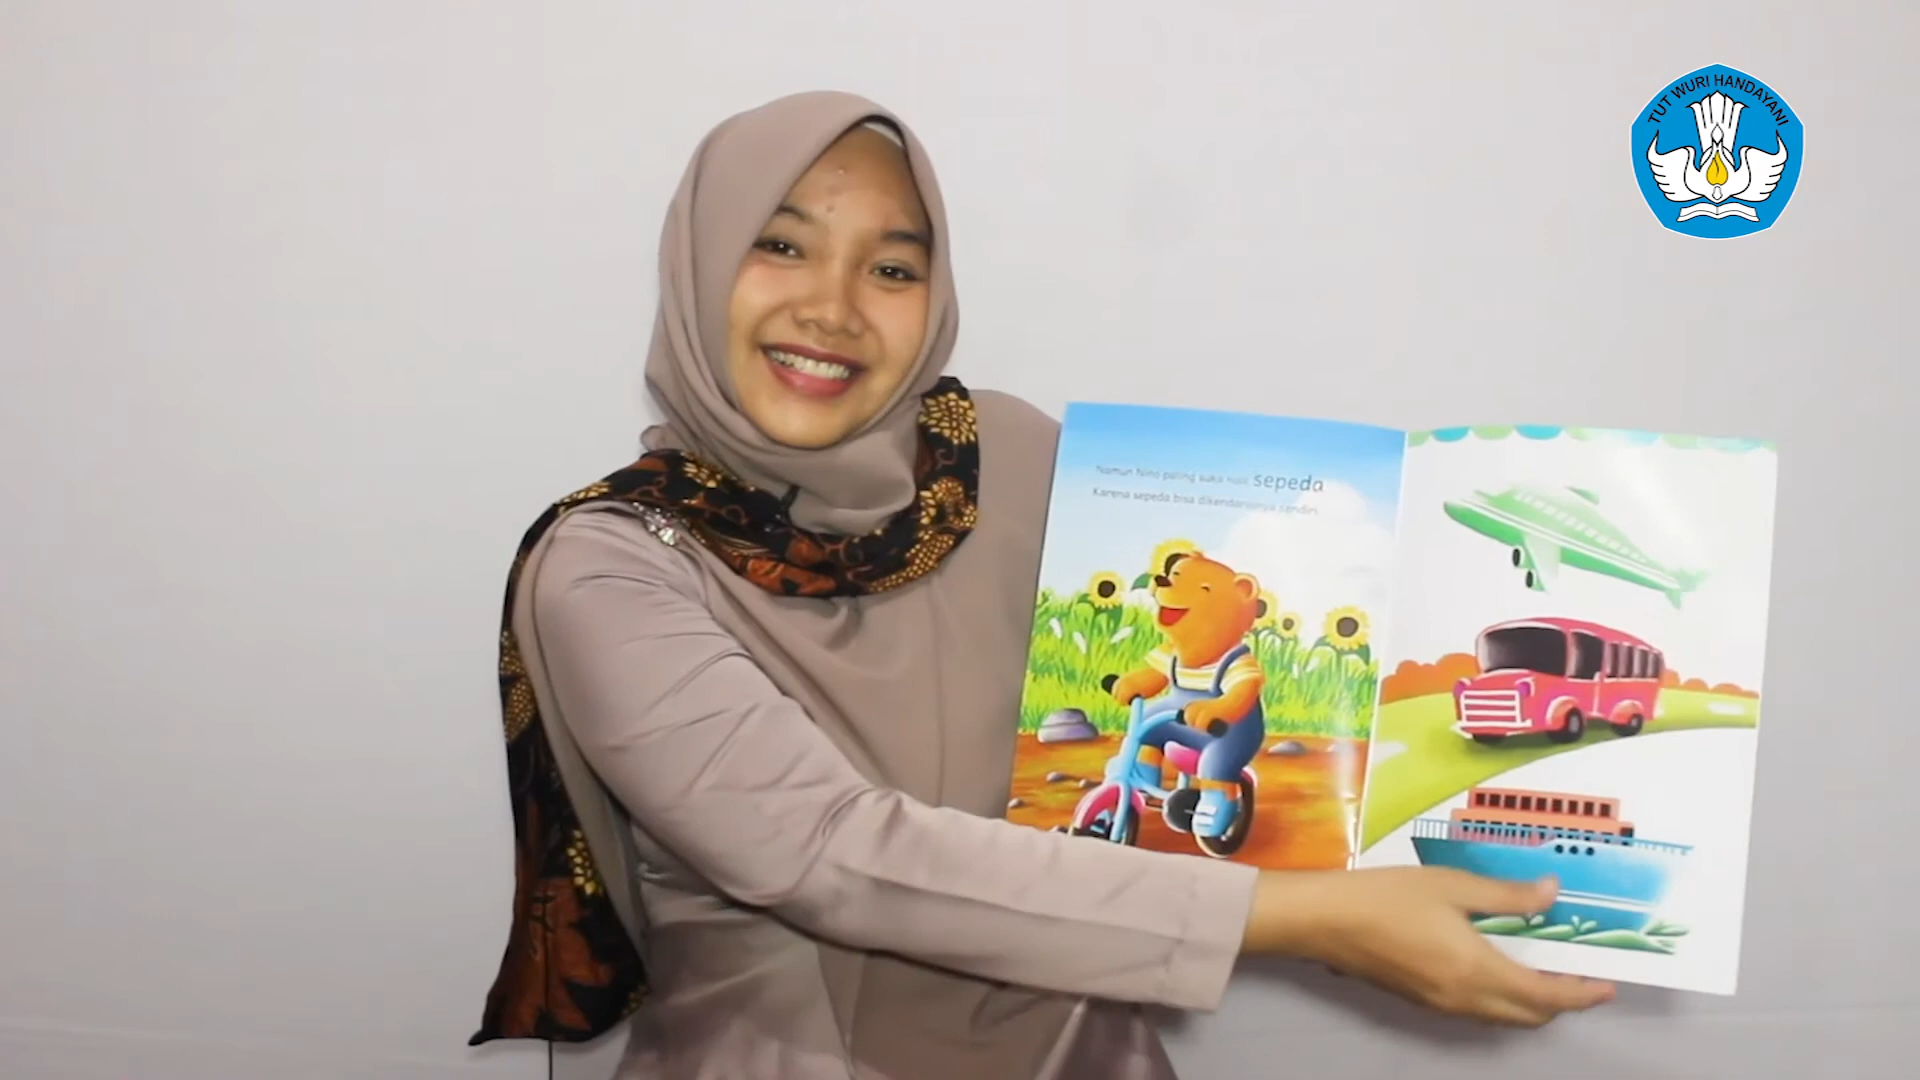 TUT WURI HANDAYANI
Namun Nino paling suka naik sepeda
Karena sepeda bisa dikendarainya sendiri